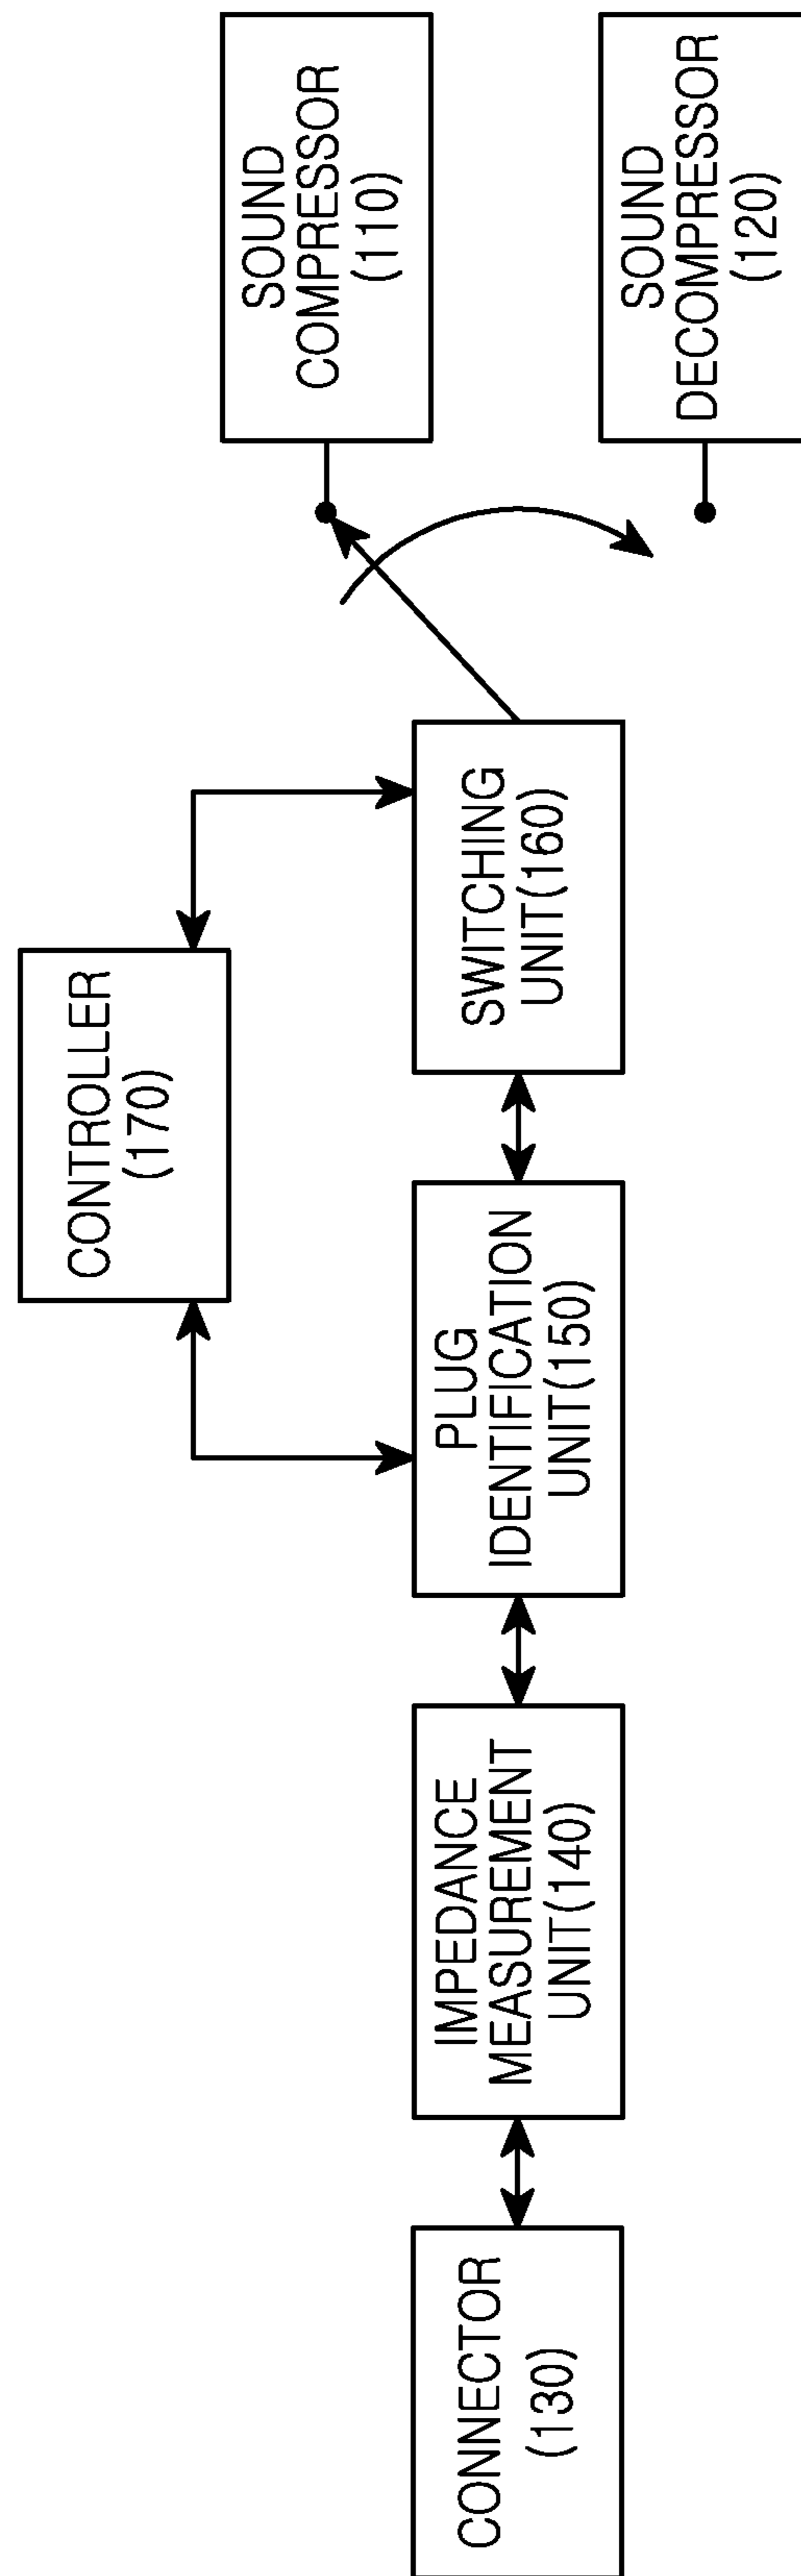 CONTROLLER
(170)
CONNECTOR
(130)
IMPEDANCE
MEASUREMENT
UNIT(140)
PLUG
IDENTIFICATION
UNIT(150)
SWITCHING
UNIT(160)
SOUND
COMPRESSOR
(110)
SOUND
DECOMPRESSOR
(120)